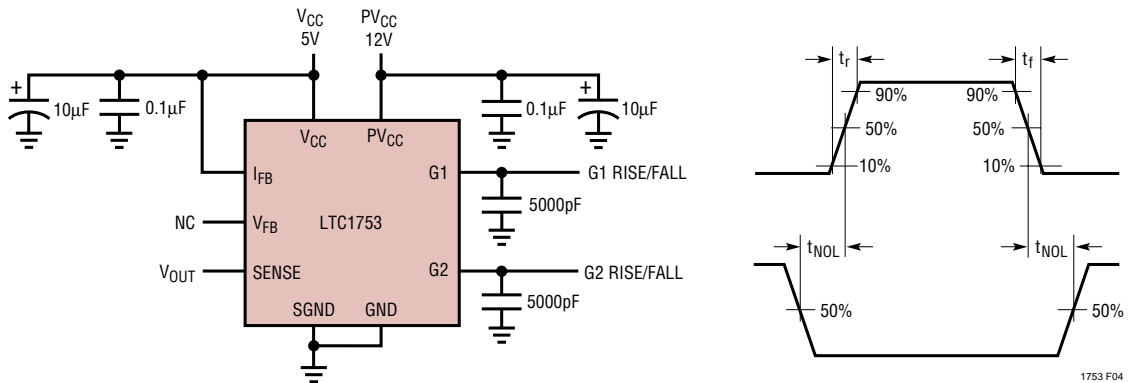 VCC
5V
PVCC
12V
+
10µF
0.1µF
0.1µF
+
10µF
VCC
PVCC
IFB
G1
G1 RISE/FALL
5000pF
NC
VFB
LTC1753
VOUT
SENSE
G2
G2 RISE/FALL
5000pF
SGND
GND
tr
tf
90%
90%
50%
50%
10%
10%
tNOL
tNOL
50%
50%
1753 F04